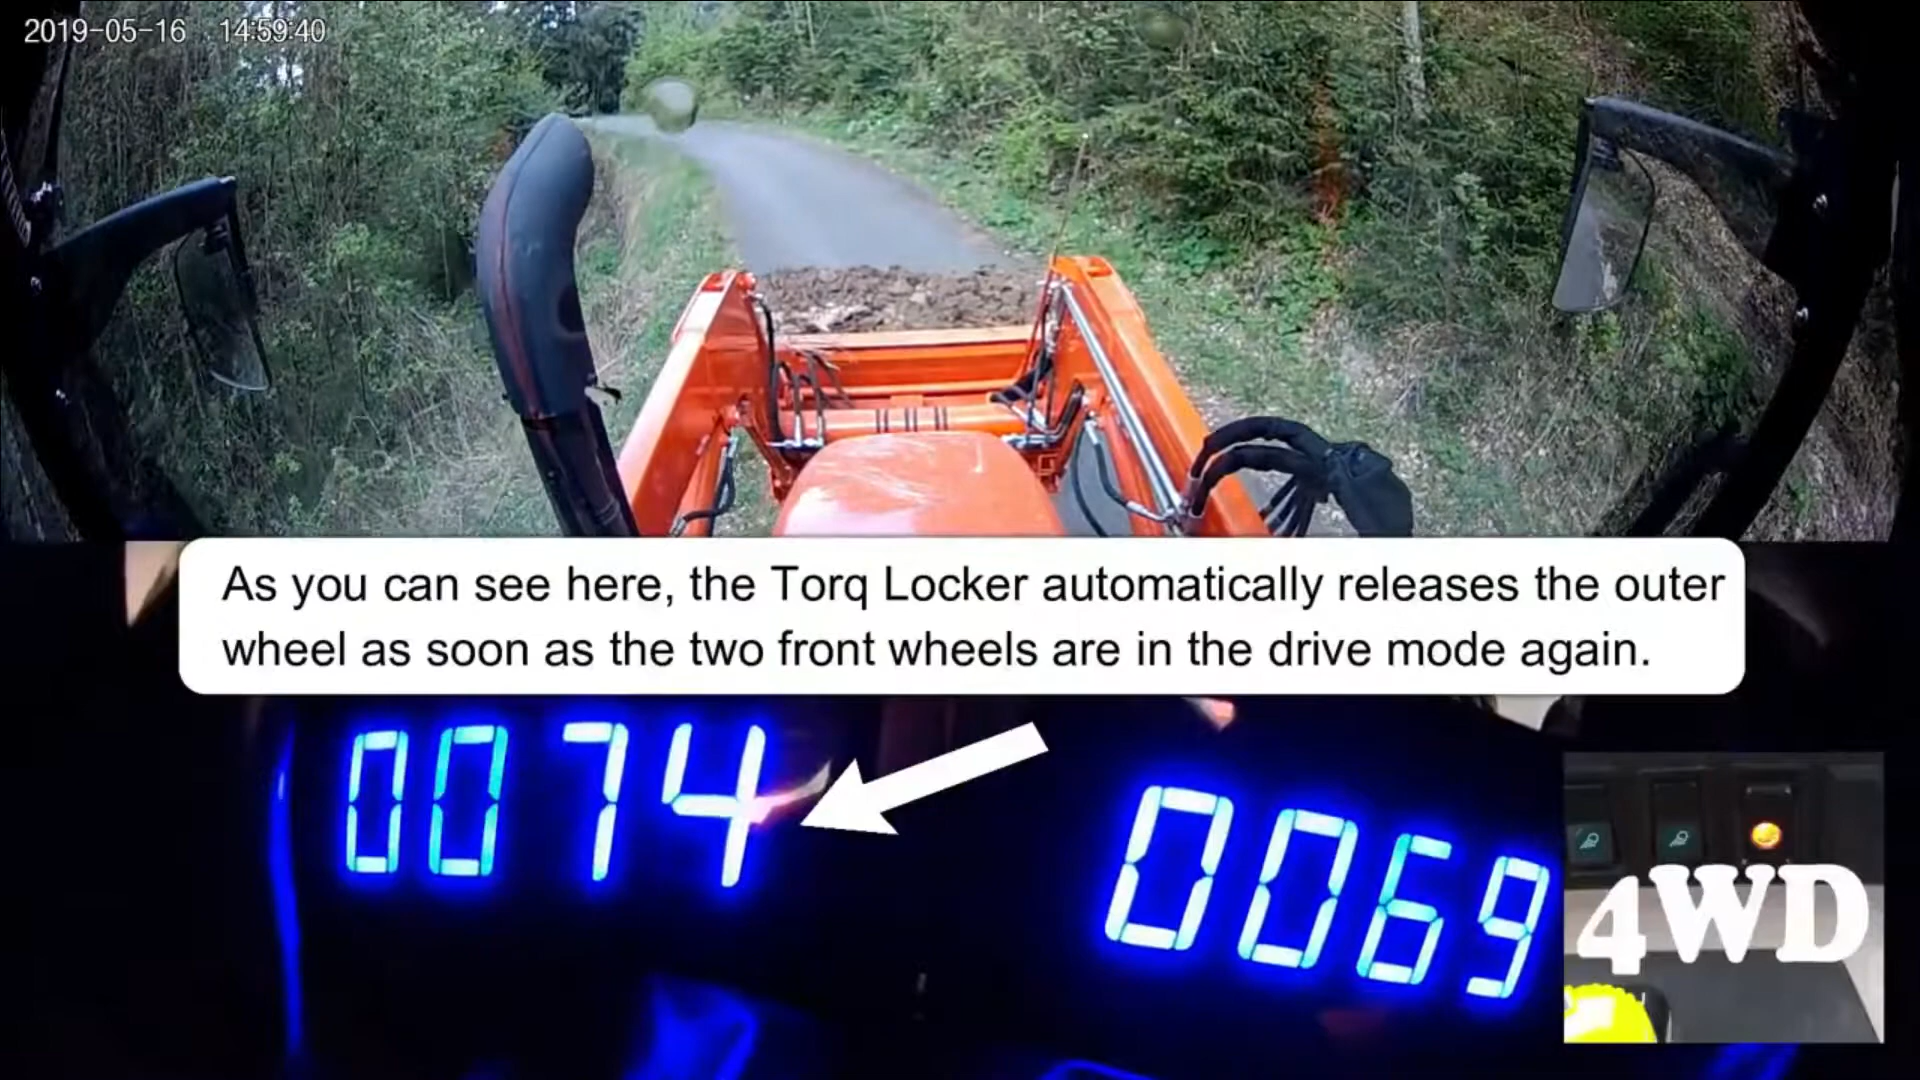 2019-05-16 14:59:40
As you can see here, the Torq Locker automatically releases the outer
wheel as soon as the two front wheels are in the drive mode again.
0074
0069
4WD